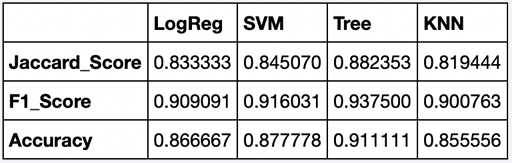 LogReg SVM Tree KNN
Jaccard_Score 0.833333 0.845070 0.882353 0.819444
F1_Score 0.909091 0.916031 0.937500 0.900763
Accuracy 0.866667 0.877778 0.911111 0.855556